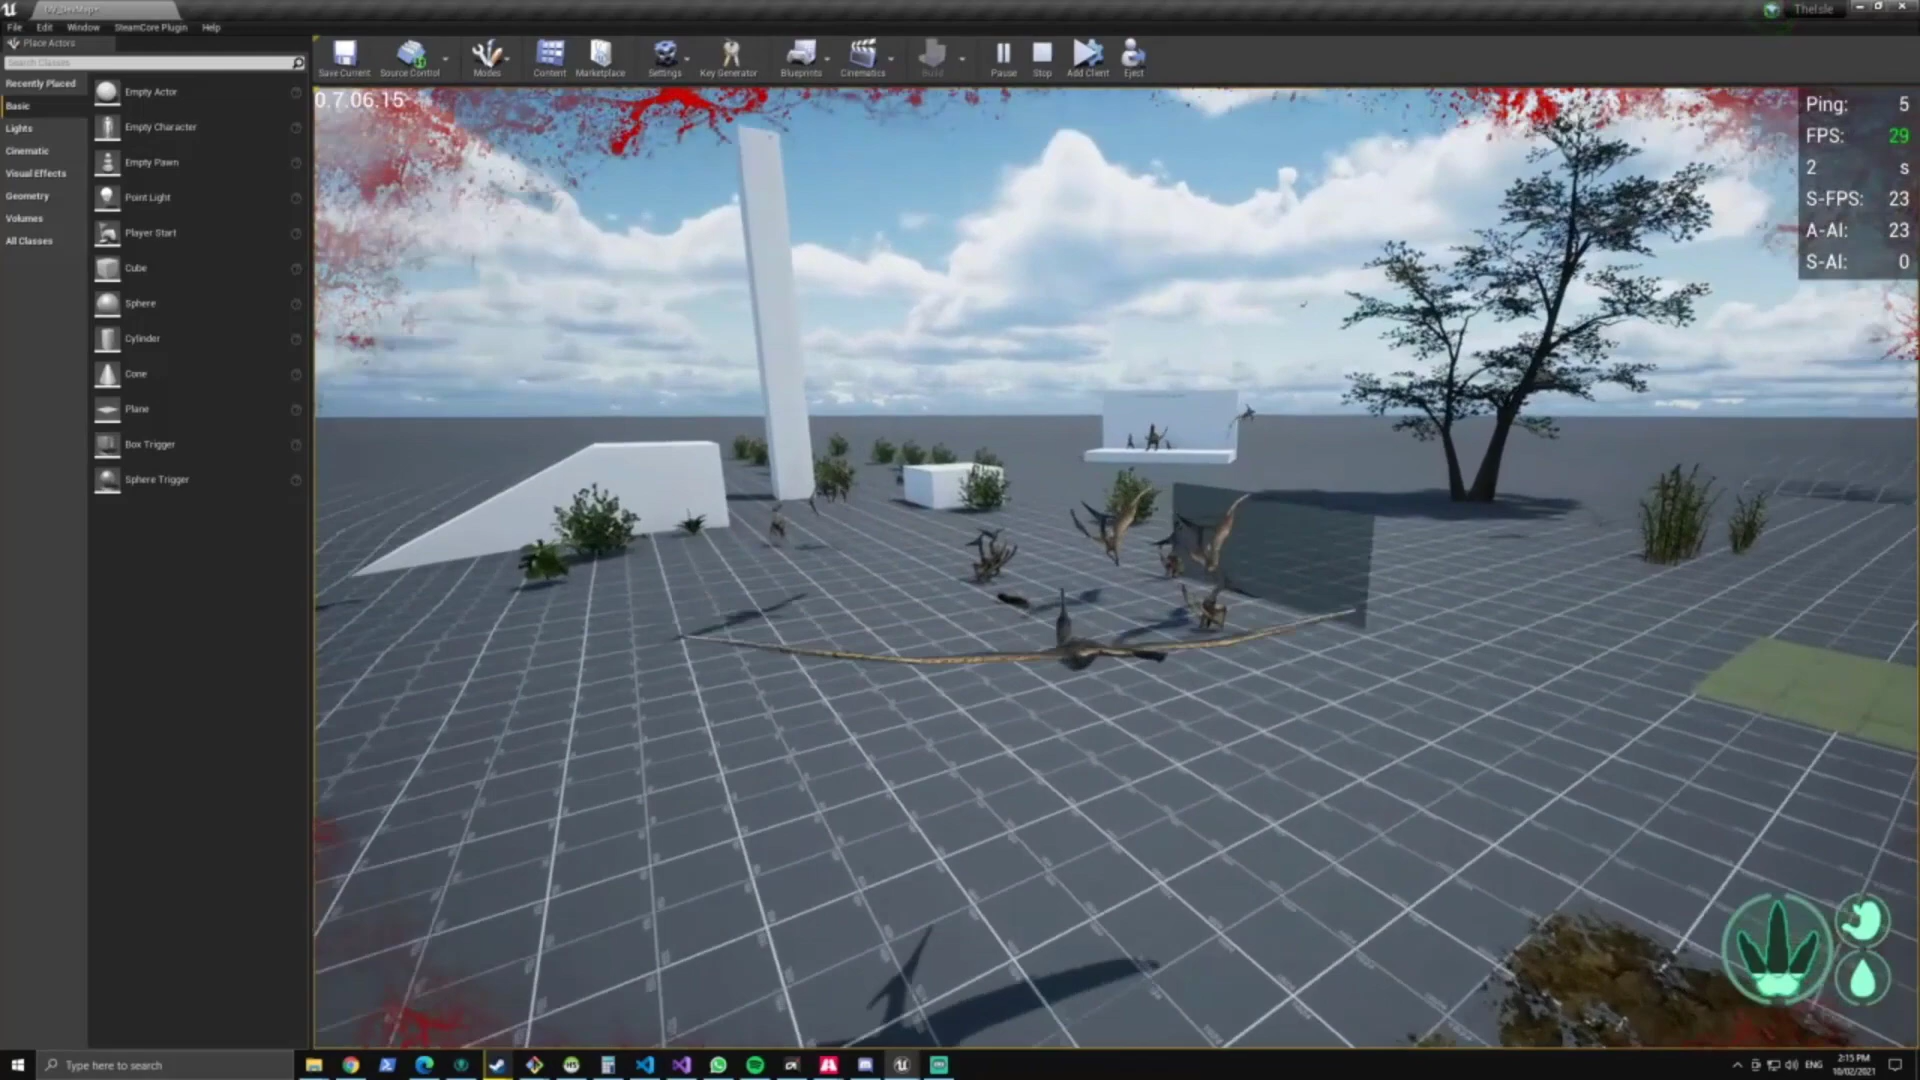 UV_DevMap*
TheIsle
File Edit Window SteamCore Plugin Help
Place Actors
Search Classes
Recently Placed
Basic
Lights
Cinematic
Visual Effects
Geometry
Volumes
All Classes
Empty Actor
Empty Character
Empty Pawn
Point Light
Player Start
Cube
Sphere
Cylinder
Cone
Plane
Box Trigger
Sphere Trigger
Save Current Source Control Modes Content Marketplace Settings Key Generator Blueprints Cinematics Build Pause Stop Add Client Eject
0.7.06.15
Ping: 5
FPS: 29
2 s
S-FPS: 23
A-AI: 23
S-AI: 0
Type here to search
ENG
2:15 PM
10/02/2021